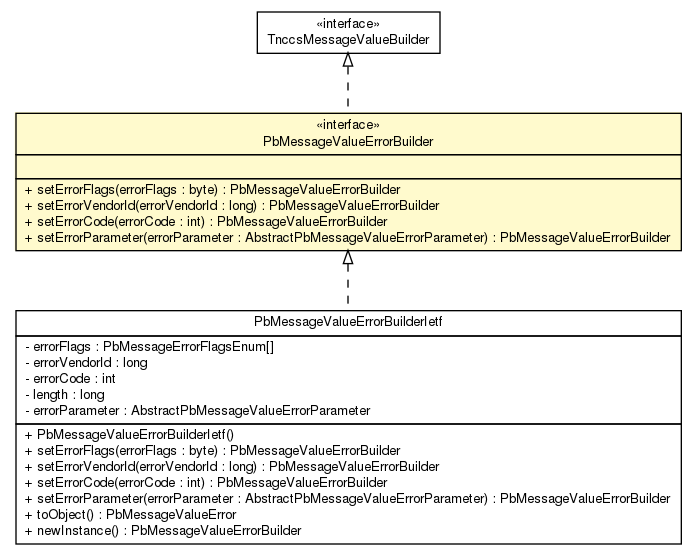 «interface»
TnccsMessageValueBuilder
«interface»
PbMessageValueErrorBuilder
+ setErrorFlags(errorFlags : byte) : PbMessageValueErrorBuilder
+ setErrorVendorId(errorVendorId : long) : PbMessageValueErrorBuilder
+ setErrorCode(errorCode : int) : PbMessageValueErrorBuilder
+ setErrorParameter(errorParameter : AbstractPbMessageValueErrorParameter) : PbMessageValueErrorBuilder
PbMessageValueErrorBuilderIetf
- errorFlags : PbMessageErrorFlagsEnum[]
- errorVendorId : long
- errorCode : int
- length : long
- errorParameter : AbstractPbMessageValueErrorParameter
+ PbMessageValueErrorBuilderIetf()
+ setErrorFlags(errorFlags : byte) : PbMessageValueErrorBuilder
+ setErrorVendorId(errorVendorId : long) : PbMessageValueErrorBuilder
+ setErrorCode(errorCode : int) : PbMessageValueErrorBuilder
+ setErrorParameter(errorParameter : AbstractPbMessageValueErrorParameter) : PbMessageValueErrorBuilder
+ toObject() : PbMessageValueError
+ newInstance() : PbMessageValueErrorBuilder